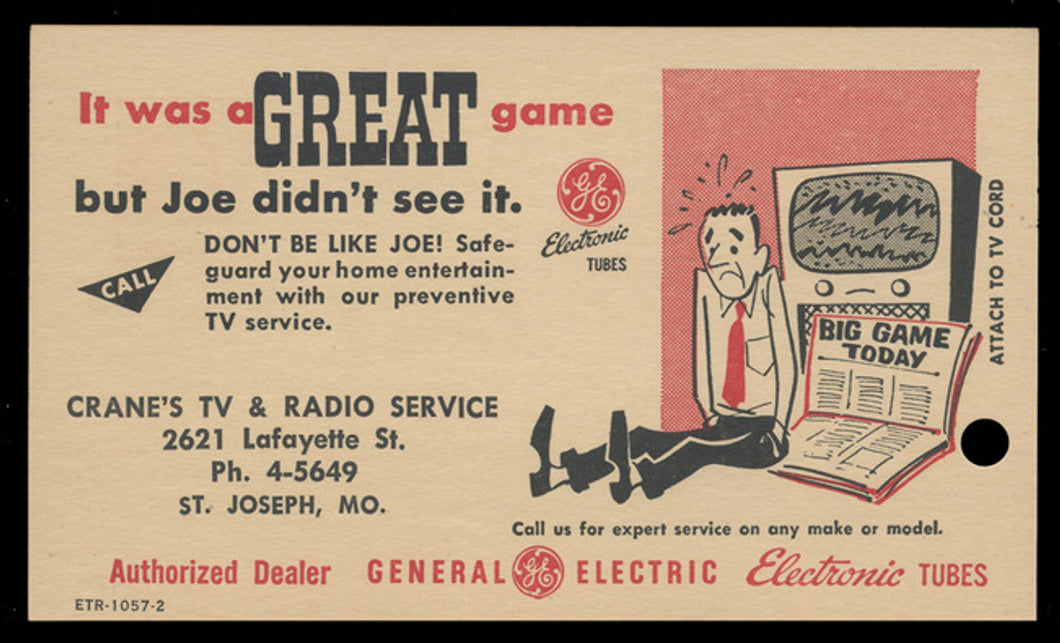 It was a GREAT game
but Joe didn't see it.
DON'T BE LIKE JOE! Safe-
guard your home entertain-
ment with our preventive
TV service.
CALL
GE
Electronic
TUBES
CRANE'S TV & RADIO SERVICE
2621 Lafayette St.
Ph. 4-5649
ST. JOSEPH, MO.
BIG GAME
TODAY
ATTACH TO TV CORD
Call us for expert service on any make or model.
Authorized Dealer GENERAL GE ELECTRIC Electronic TUBES
ETR-1057-2